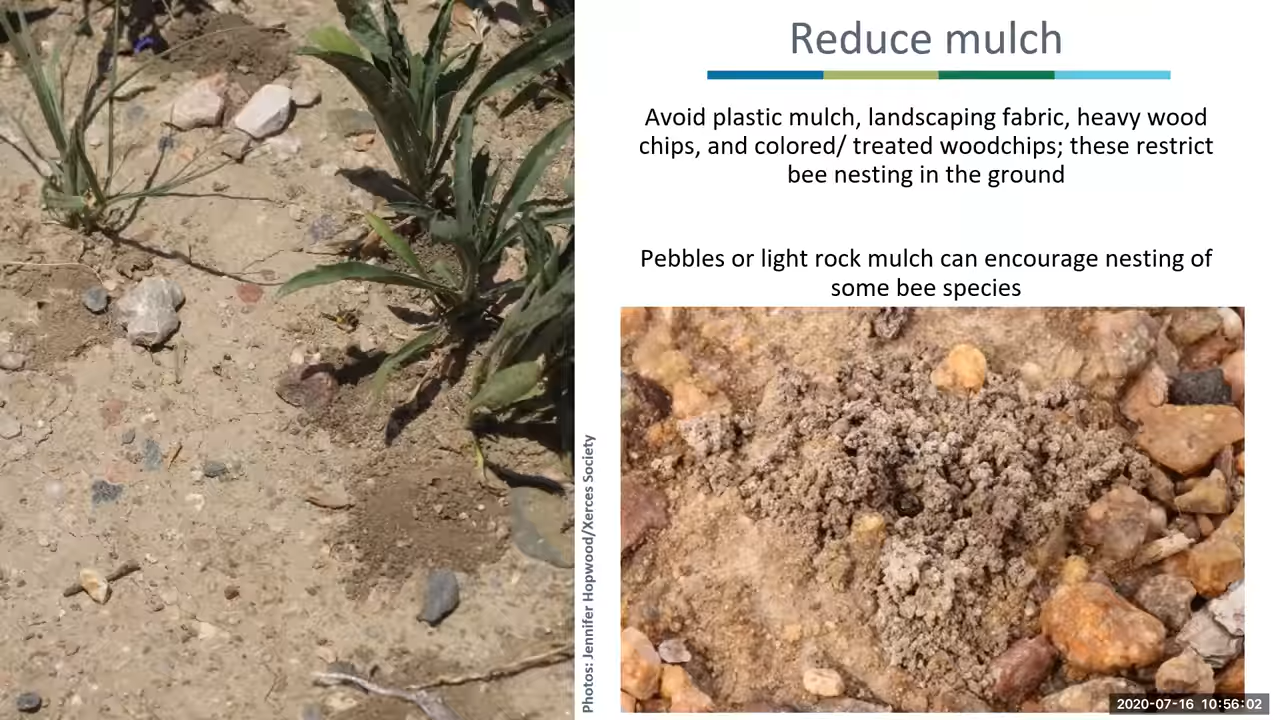 Reduce mulch
Avoid plastic mulch, landscaping fabric, heavy wood
chips, and colored/ treated woodchips; these restrict
bee nesting in the ground
Pebbles or light rock mulch can encourage nesting of
some bee species
Photos: Jennifer Hopwood/Xerces Society
2020-07-16 10:56:02